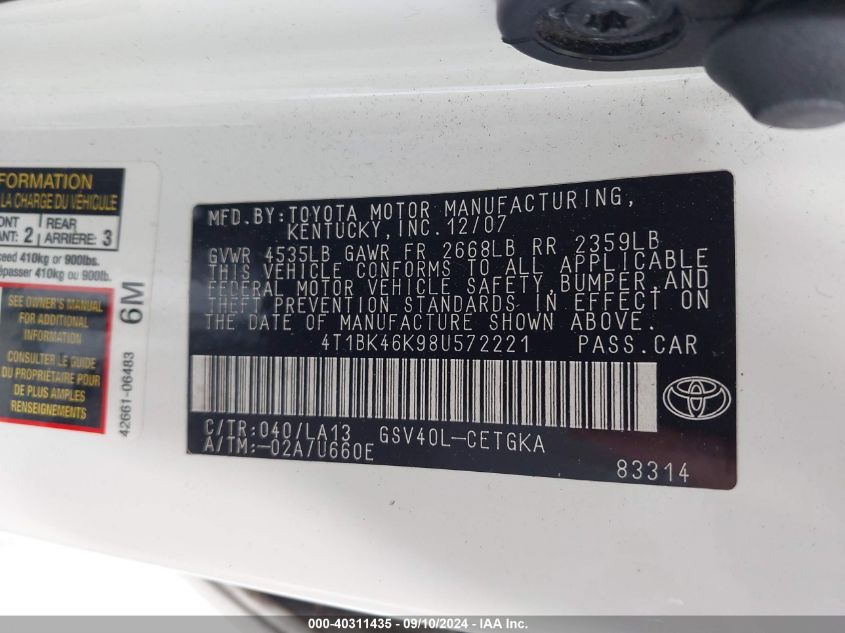 FORMATION
LA CHARGE DU VÉHICULE
2
REAR
ARRIÈRE: 3
exceed 410kg or 900lbs.
410kg ou 900lb.
SEE OWNER'S MANUAL
FOR ADDITIONAL
INFORMATION
CONSULTER LE GUIDE
DU PROPRIÉTAIRE POUR
DE PLUS AMPLES
RENSEIGNEMENTS
42661-06483
6M
MFD. BY: TOYOTA MOTOR MANUFACTURING,
KENTUCKY, INC. 12/07
GVWR 4535LB GAWR FR 2668LB RR 2359LB
THIS VEHICLE CONFORMS TO ALL APPLICABLE
FEDERAL MOTOR VEHICLE SAFETY, BUMPER, AND
THEFT PREVENTION STANDARDS IN EFFECT ON
THE DATE OF MANUFACTURE SHOWN ABOVE.
4T1BK46K98U572221 PASS.CAR
C/TR: 040/LA13 GSV40L-CETGKA
A/TM:-02A/U660E
83314
000-40311435 - 09/10/2024 - IAA Inc.